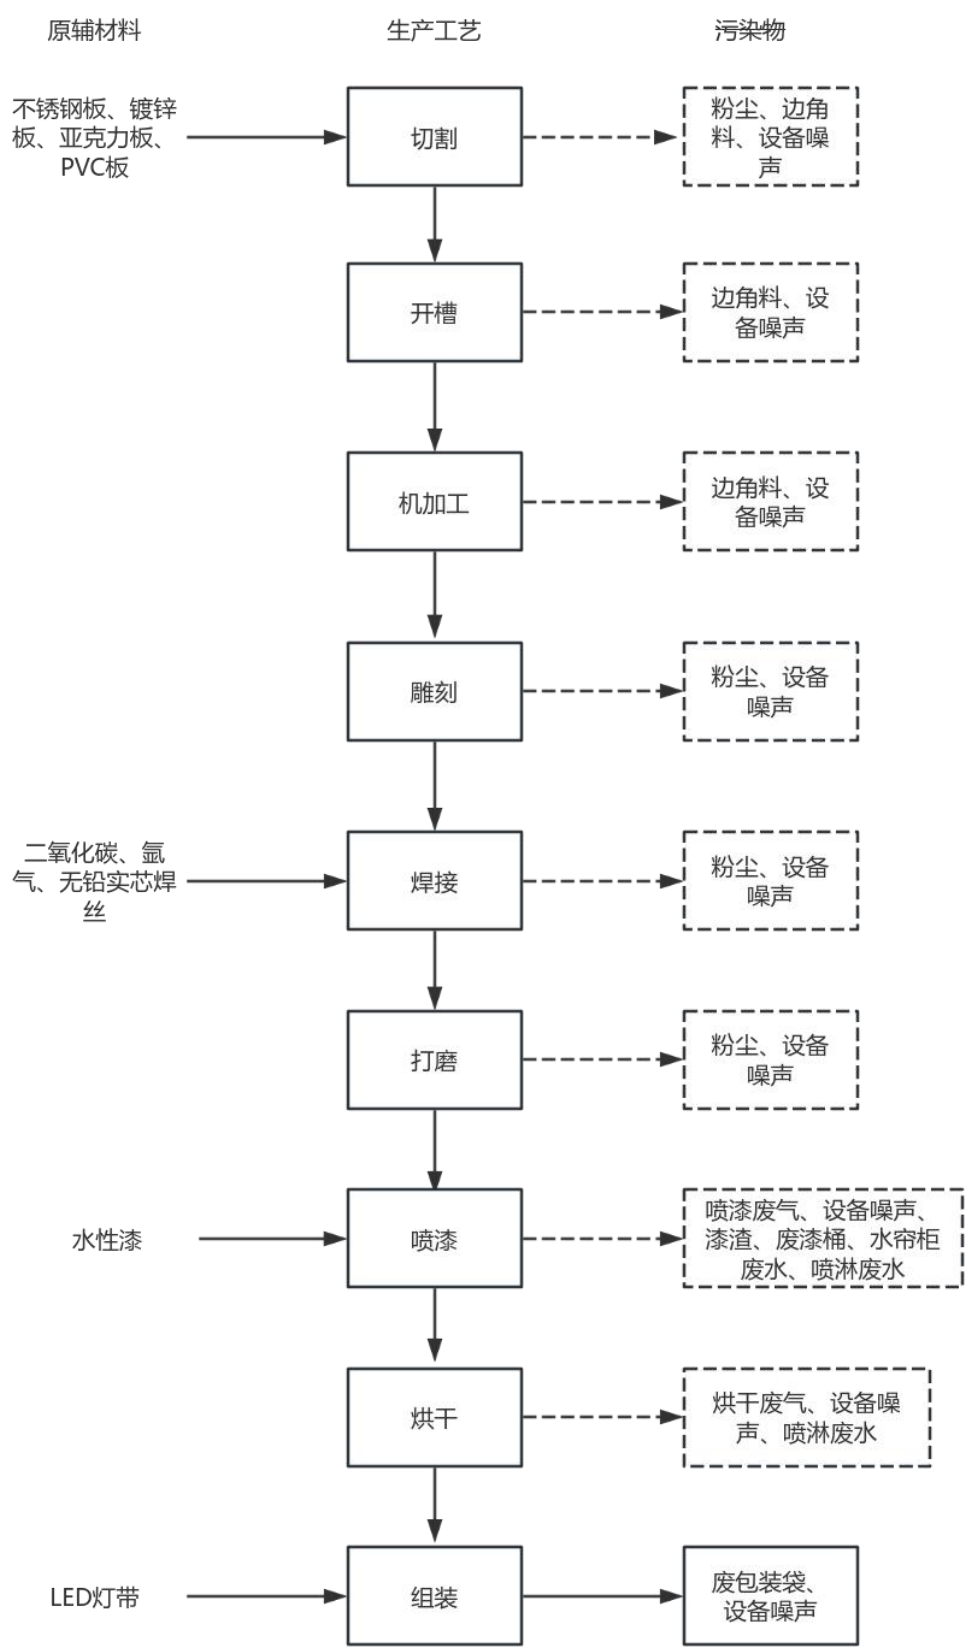 原辅材料
生产工艺
污染物
不锈钢板、镀锌
板、亚克力板、
PVC板
切割
粉尘、边角
料、设备噪
声
开槽
边角料、设
备噪声
机加工
边角料、设
备噪声
雕刻
粉尘、设备
噪声
二氧化碳、氩
气、无铅实芯焊
丝
焊接
粉尘、设备
噪声
打磨
粉尘、设备
噪声
水性漆
喷漆
喷漆废气、设备噪声、
漆渣、废漆桶、水帘柜
废水、喷淋废水
烘干
烘干废气、设备噪
声、喷淋废水
LED灯带
组装
废包装袋、
设备噪声